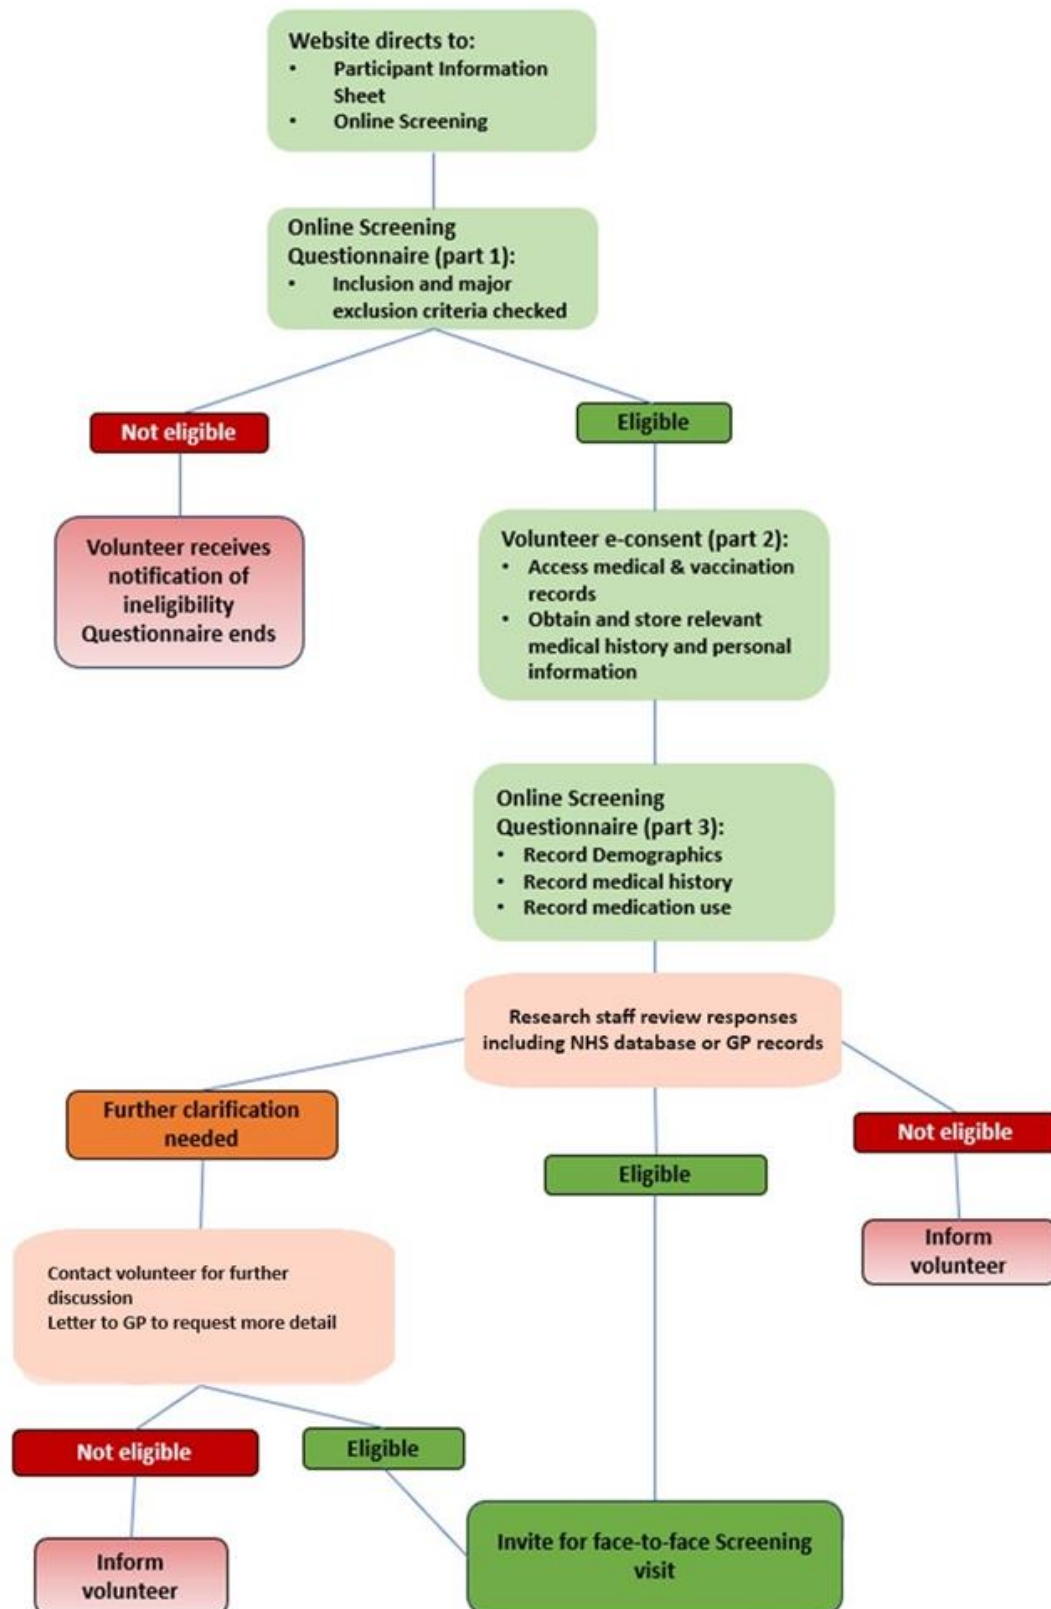 Website directs to:
• Participant Information
Sheet
• Online Screening
Online Screening
Questionnaire (part 1):
• Inclusion and major
exclusion criteria checked
Not eligible
Eligible
Volunteer receives
notification of
ineligibility
Questionnaire ends
Volunteer e-consent (part 2):
• Access medical & vaccination
records
• Obtain and store relevant
medical history and personal
information
Online Screening
Questionnaire (part 3):
• Record Demographics
• Record medical history
• Record medication use
Research staff review responses
including NHS database or GP records
Further clarification
needed
Eligible
Not eligible
Inform
volunteer
Contact volunteer for further
discussion
Letter to GP to request more detail
Not eligible
Eligible
Inform
volunteer
Invite for face-to-face Screening
visit